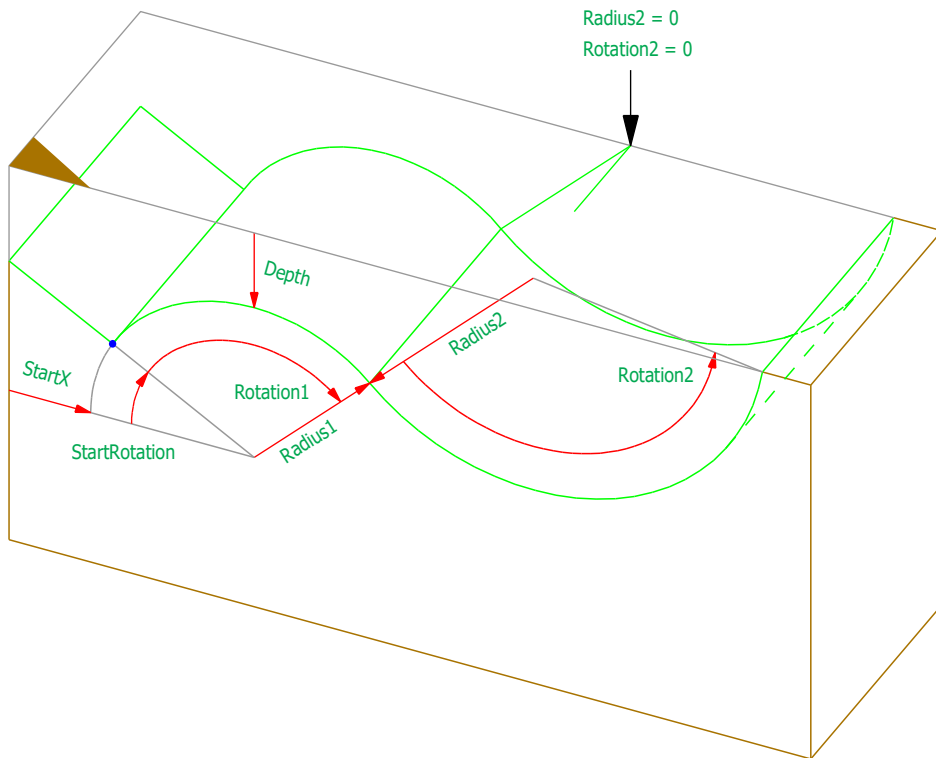 Radius2 = 0
Rotation2 = 0
Depth
Radius2
StartX
Rotation1
Rotation2
Radius1
StartRotation